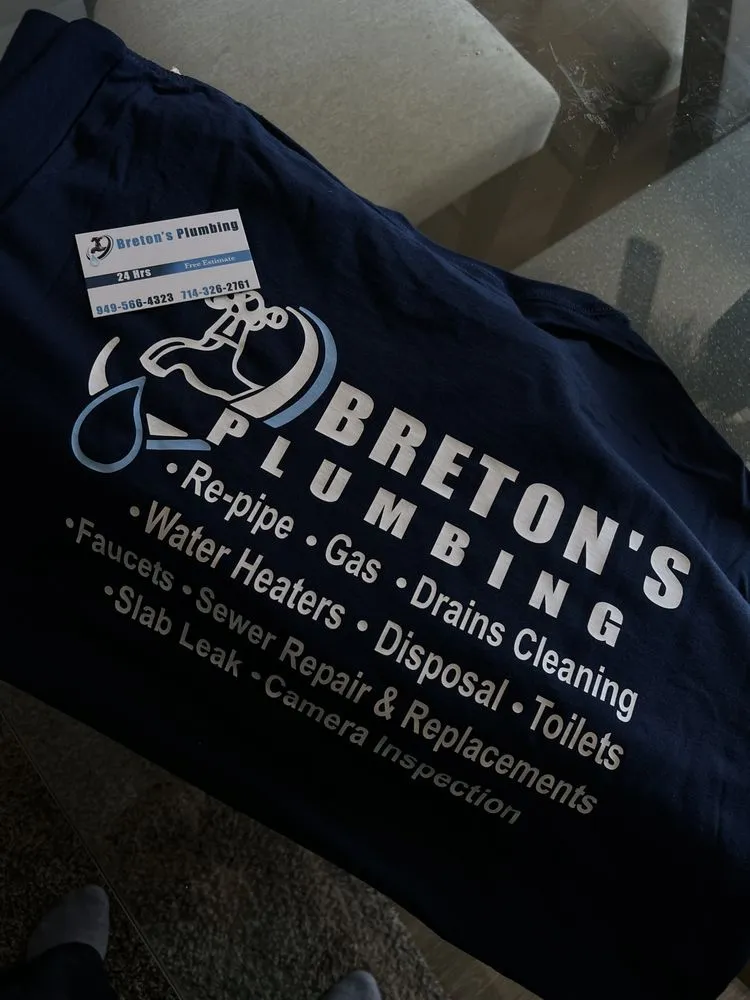 Breton's Plumbing
24 Hrs Free Estimate
949-566-4323 714-326-2761
BRETON'S
PLUMBING
• Re-pipe • Gas • Drains Cleaning
• Water Heaters • Disposal • Toilets
• Faucets • Sewer Repair & Replacements
• Slab Leak • Camera Inspection